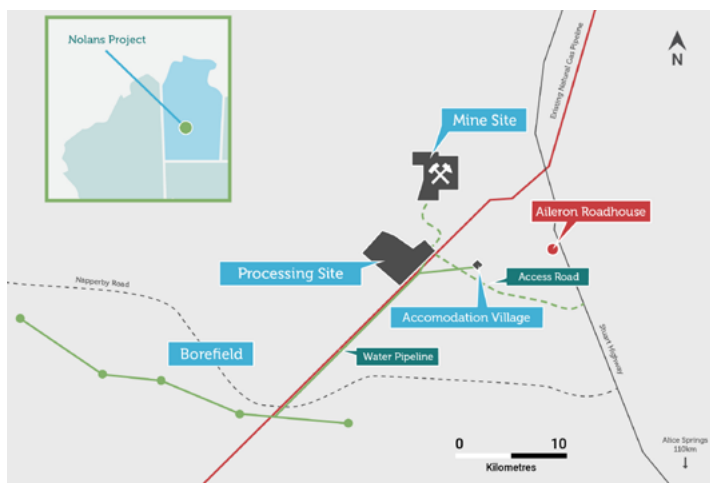 Nolans Project
N
Existing Natural Gas Pipeline
Mine Site
Aileron Roadhouse
Processing Site
Access Road
Napperby Road
Accomodation Village
Borefield
Water Pipeline
Stuart Highway
0 10
Kilometres
Alice Springs
110km